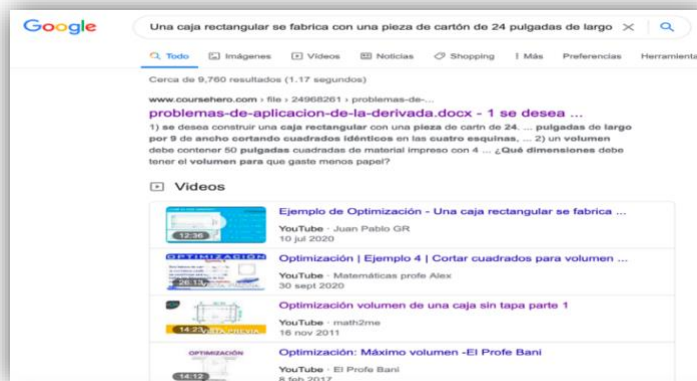 Google
Una caja rectangular se fabrica con una pieza de cartón de 24 pulgadas de largo
Todo Imágenes Videos Noticias Shopping Más Preferencias Herramienta
Cerca de 9,760 resultados (1.17 segundos)
www.coursehero.com › file › 24968261 › problemas-de-...
problemas-de-aplicacion-de-la-derivada.docx - 1 se desea ...
1) se desea construir una caja rectangular con una pieza de cartn de 24. ... pulgadas de largo
por 9 de ancho cortando cuadrados idénticos en las cuatro esquinas, ... 2) un volumen
debe contener 50 pulgadas cuadradas de material impreso con 4 ... ¿Qué dimensiones debe
tener el volumen para que gaste menos papel?
Videos
12:36
Ejemplo de Optimización - Una caja rectangular se fabrica ...
YouTube · Juan Pablo GR
10 jul 2020
OPTIMIZACIÓN
26:13
Optimización | Ejemplo 4 | Cortar cuadrados para volumen ...
YouTube · Matemáticas profe Alex
30 sept 2020
14:23
VISTA PREVIA
Optimización volumen de una caja sin tapa parte 1
YouTube · math2me
16 nov 2011
OPTIMIZACIÓN
14:12
Optimización: Máximo volumen -El Profe Bani
YouTube · El Profe Bani
8 feb 2017